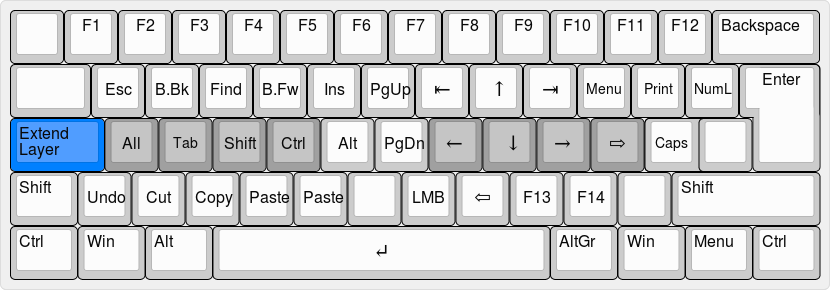 F1 F2 F3 F4 F5 F6 F7 F8 F9 F10 F11 F12 Backspace
Esc B.Bk Find B.Fw Ins PgUp ⇤ ↑ ⇥ Menu Print NumL Enter
Extend
Layer
All Tab Shift Ctrl Alt PgDn ← ↓ → ⇨ Caps
Shift Undo Cut Copy Paste Paste LMB ⇦ F13 F14 Shift
Ctrl Win Alt ↵ AltGr Win Menu Ctrl